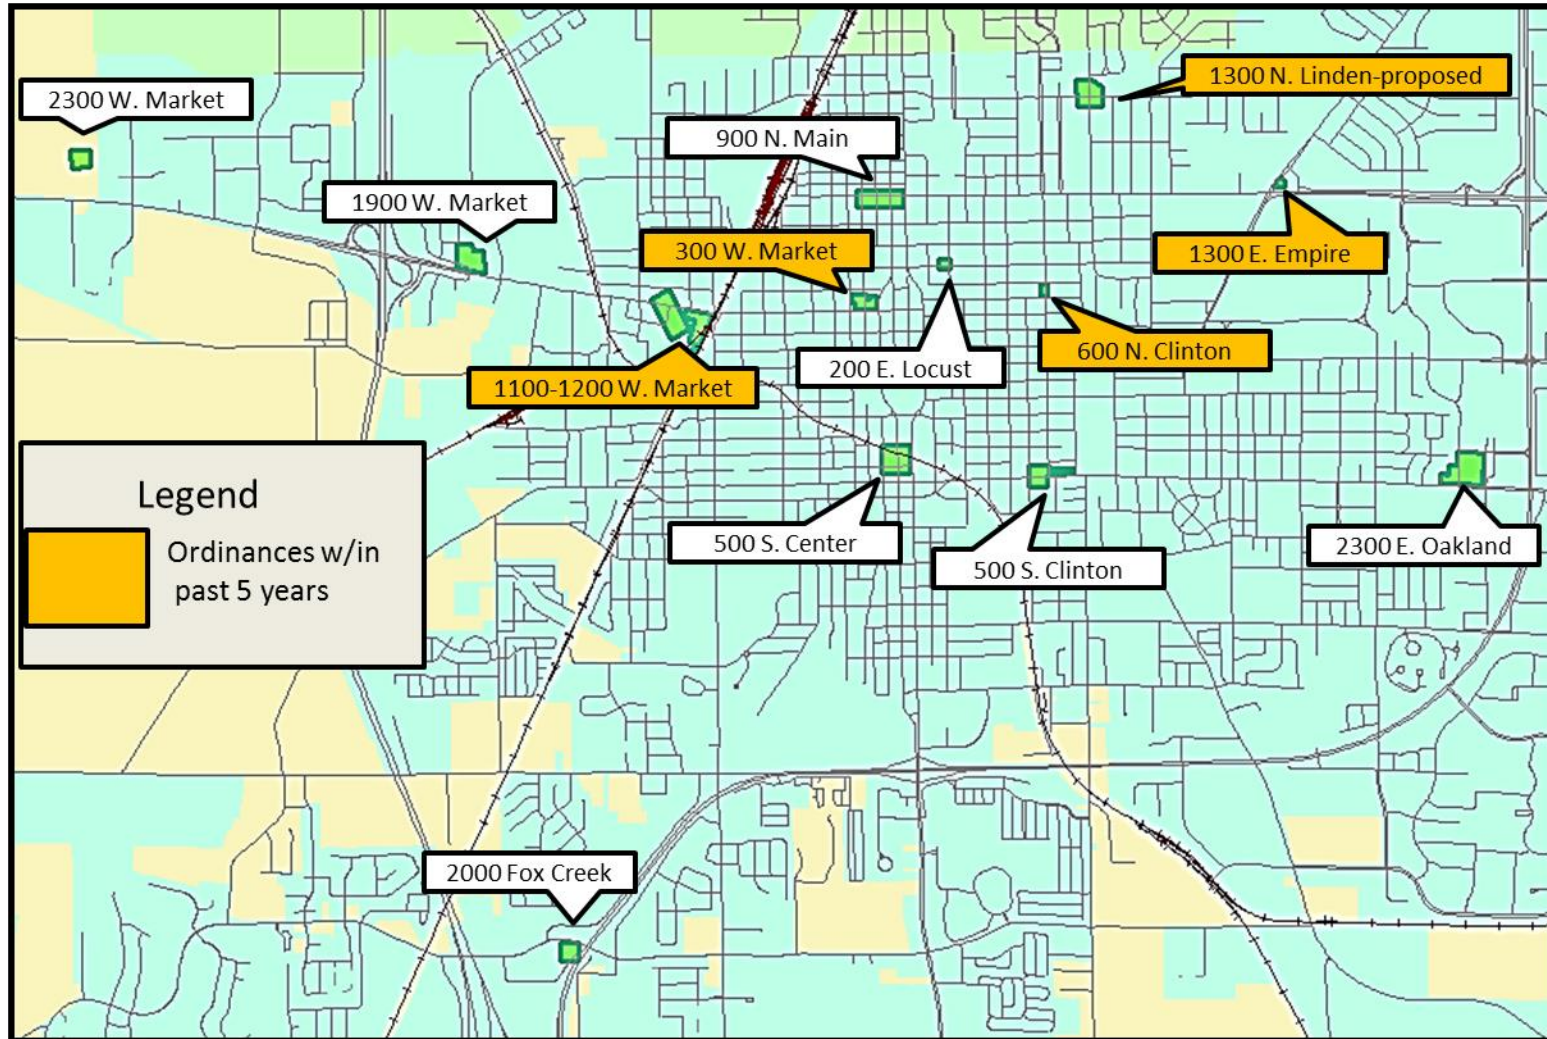 1300 N. Linden-proposed
2300 W. Market
900 N. Main
1900 W. Market
300 W. Market
1300 E. Empire
600 N. Clinton
200 E. Locust
1100-1200 W. Market
Legend
Ordinances w/in
past 5 years
500 S. Center
500 S. Clinton
2300 E. Oakland
2000 Fox Creek